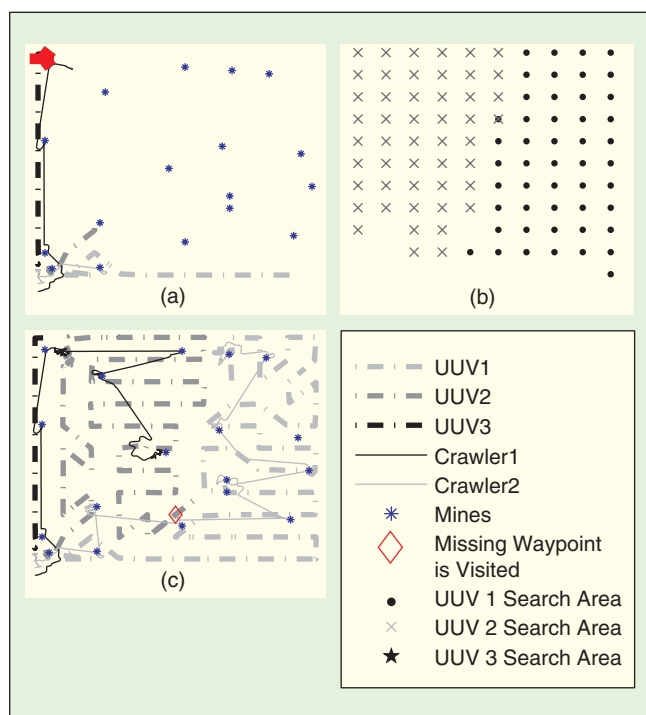 (a)
(b)
(c)
UUV1
UUV2
UUV3
Crawler1
Crawler2
Mines
Missing Waypoint
is Visited
UUV 1 Search Area
UUV 2 Search Area
UUV 3 Search Area